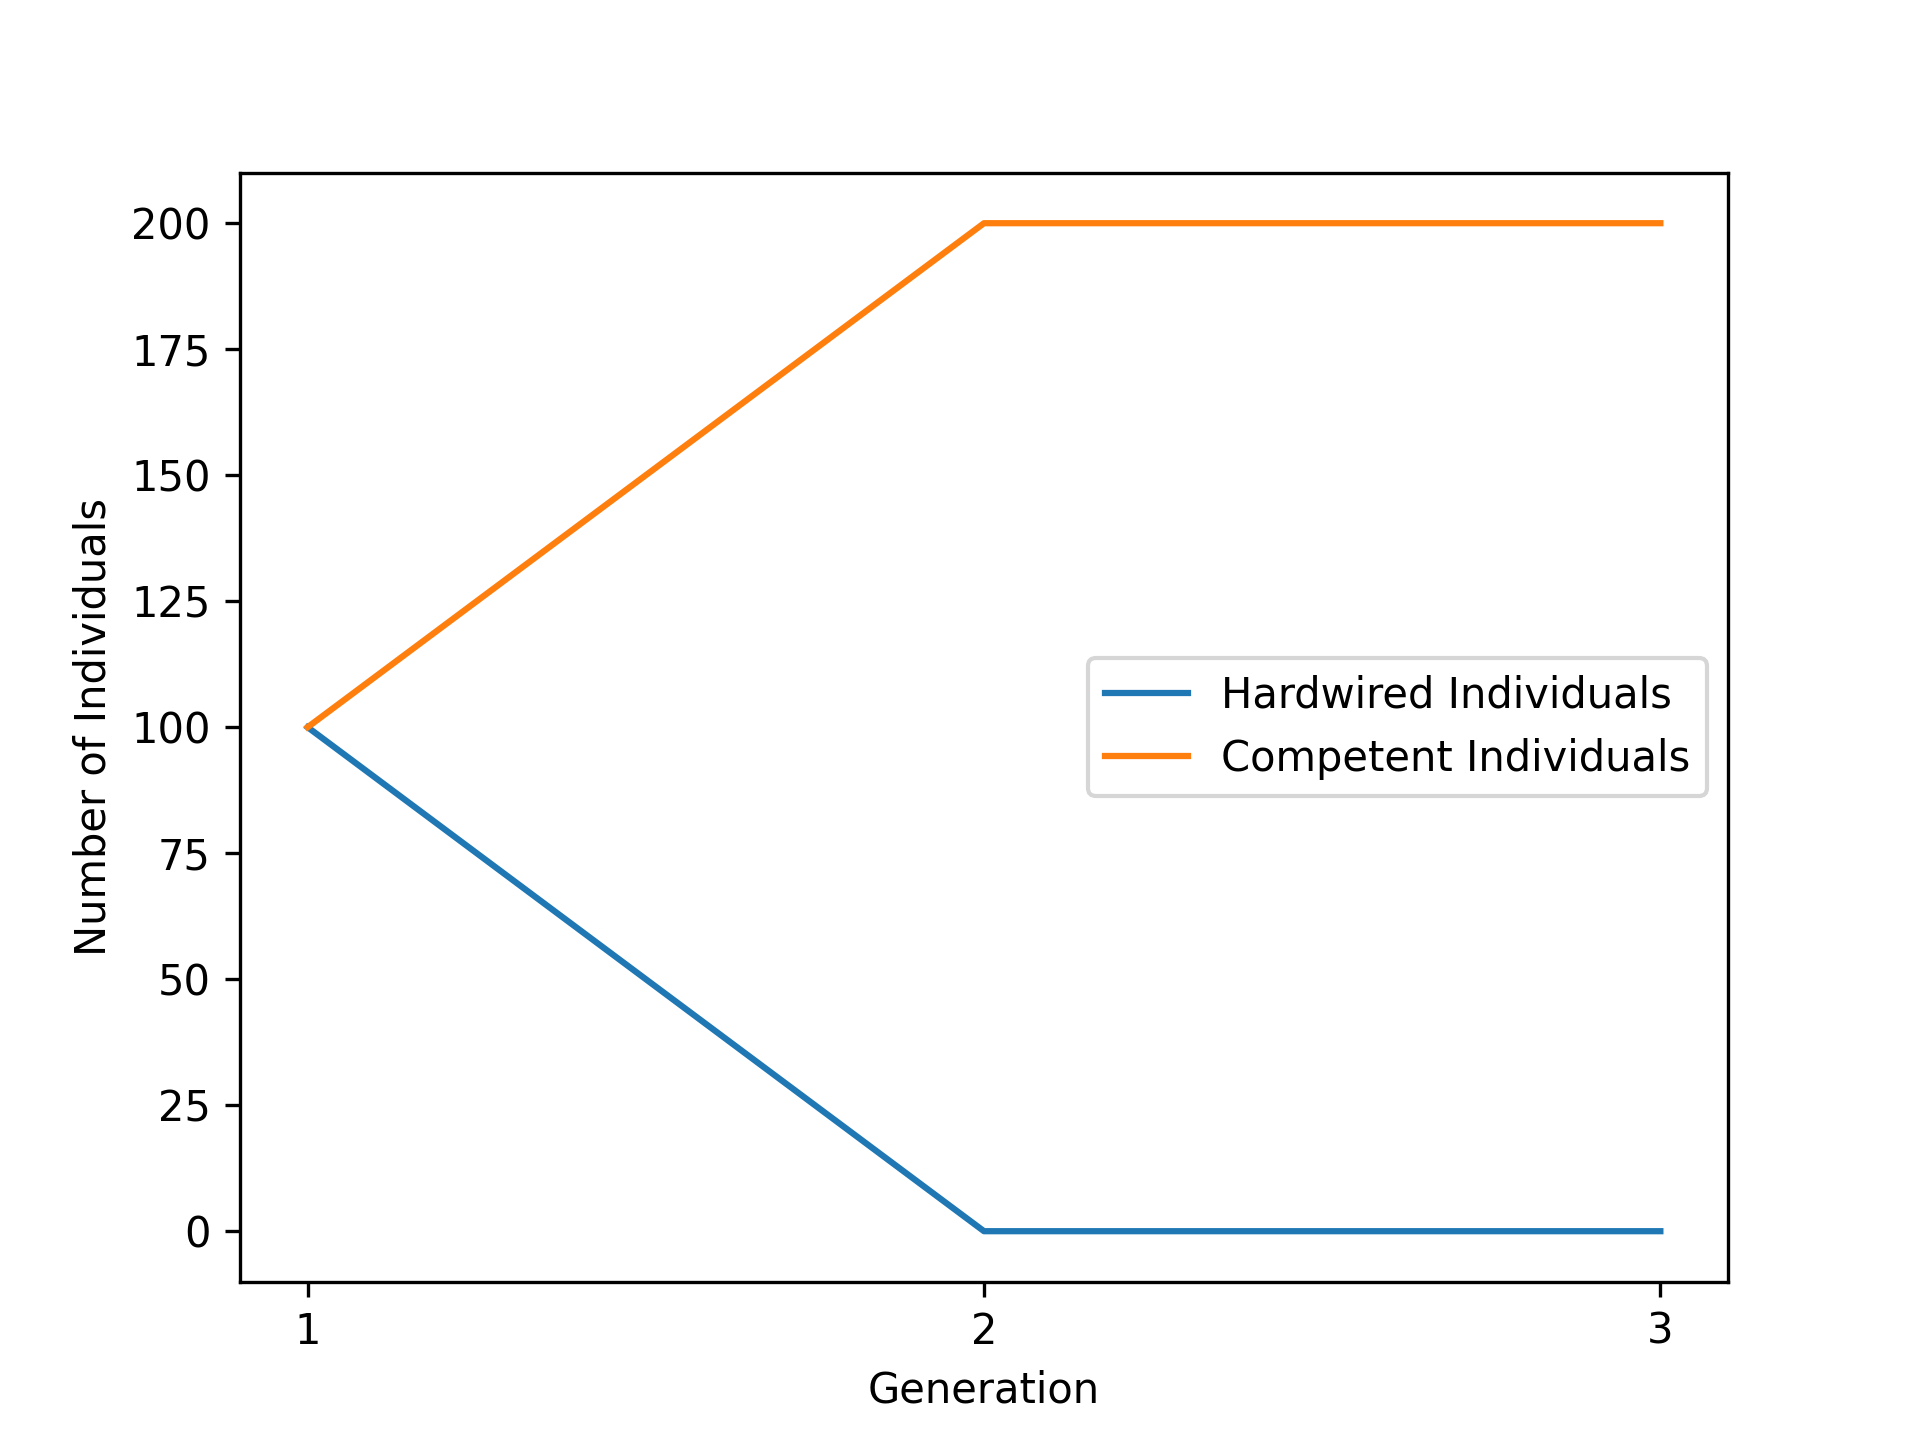 200
175
150
125
100
75
50
25
0
Number of Individuals
Hardwired Individuals
Competent Individuals
1 2 3
Generation